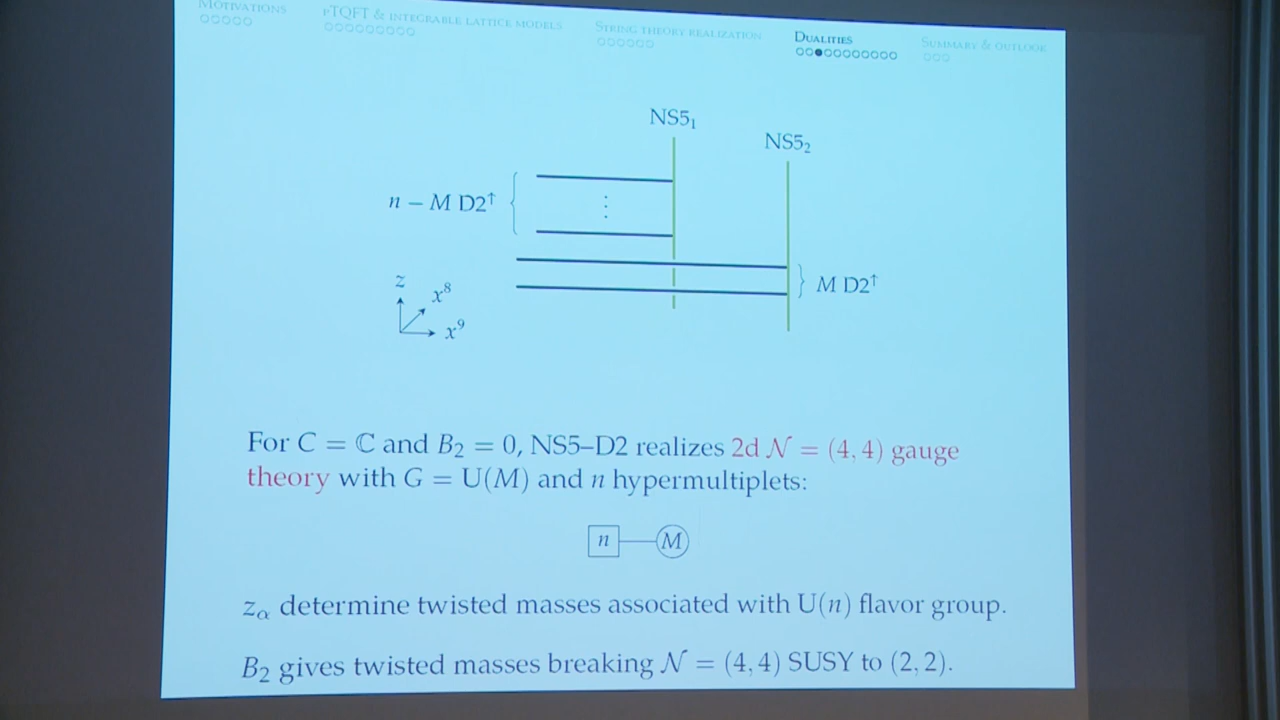 MOTIVATIONS
PTQFT & INTEGRABLE LATTICE MODELS
STRING THEORY REALIZATION
DUALITIES
SUMMARY & OUTLOOK
NS5₁
NS5₂
n − M D2↑
⋮
M D2↑
z
x⁸
x⁹
For C = ℂ and B₂ = 0, NS5–D2 realizes 2d 𝒩 = (4, 4) gauge
theory with G = U(M) and n hypermultiplets:
n M
zα determine twisted masses associated with U(n) flavor group.
B₂ gives twisted masses breaking 𝒩 = (4, 4) SUSY to (2, 2).